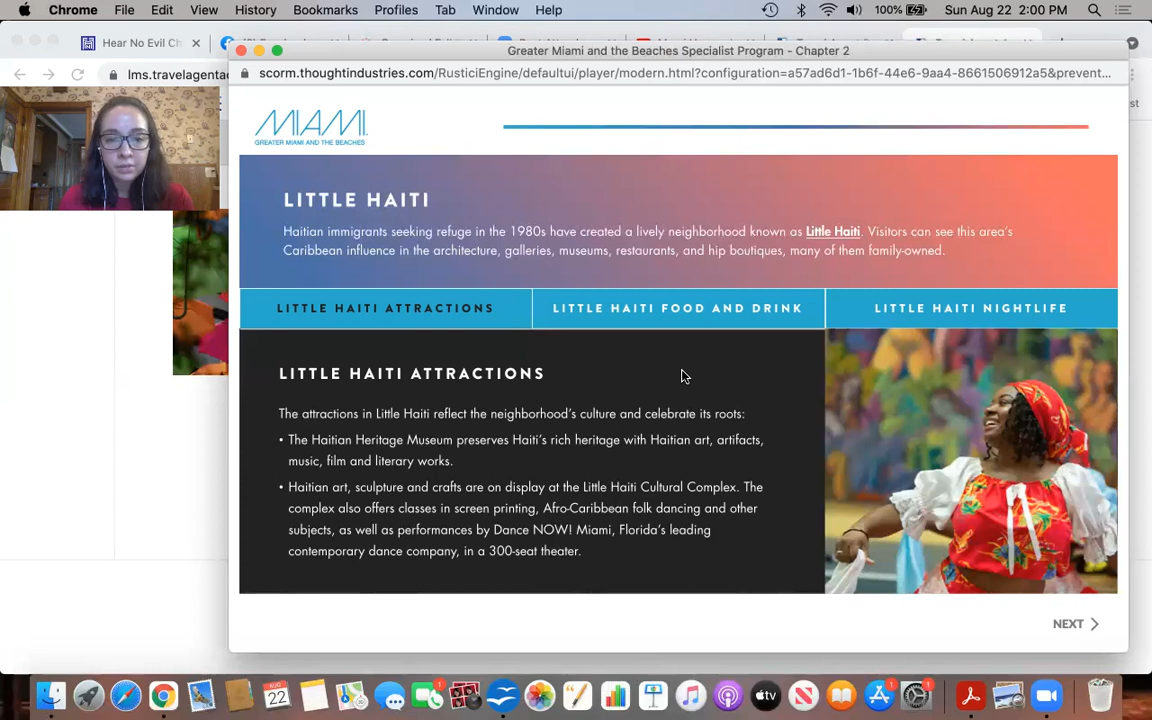 Chrome File Edit View History Bookmarks Profiles Tab Window Help 100% Sun Aug 22 2:00 PM
Hear No Evil Ch
Greater Miami and the Beaches Specialist Program - Chapter 2
lms.travelagentac
scorm.thoughtindustries.com/RusticiEngine/defaultui/player/modern.html?configuration=a57ad6d1-1b6f-44e6-9aa4-8661506912a5&prevent...
MIAMI
GREATER MIAMI AND THE BEACHES
LITTLE HAITI
Haitian immigrants seeking refuge in the 1980s have created a lively neighborhood known as Little Haiti. Visitors can see this area's
Caribbean influence in the architecture, galleries, museums, restaurants, and hip boutiques, many of them family-owned.
LITTLE HAITI ATTRACTIONS LITTLE HAITI FOOD AND DRINK LITTLE HAITI NIGHTLIFE
LITTLE HAITI ATTRACTIONS
The attractions in Little Haiti reflect the neighborhood's culture and celebrate its roots:
• The Haitian Heritage Museum preserves Haiti's rich heritage with Haitian art, artifacts,
music, film and literary works.
• Haitian art, sculpture and crafts are on display at the Little Haiti Cultural Complex. The
complex also offers classes in screen printing, Afro-Caribbean folk dancing and other
subjects, as well as performances by Dance NOW! Miami, Florida's leading
contemporary dance company, in a 300-seat theater.
NEXT
AUG
22
1
tv
1
1